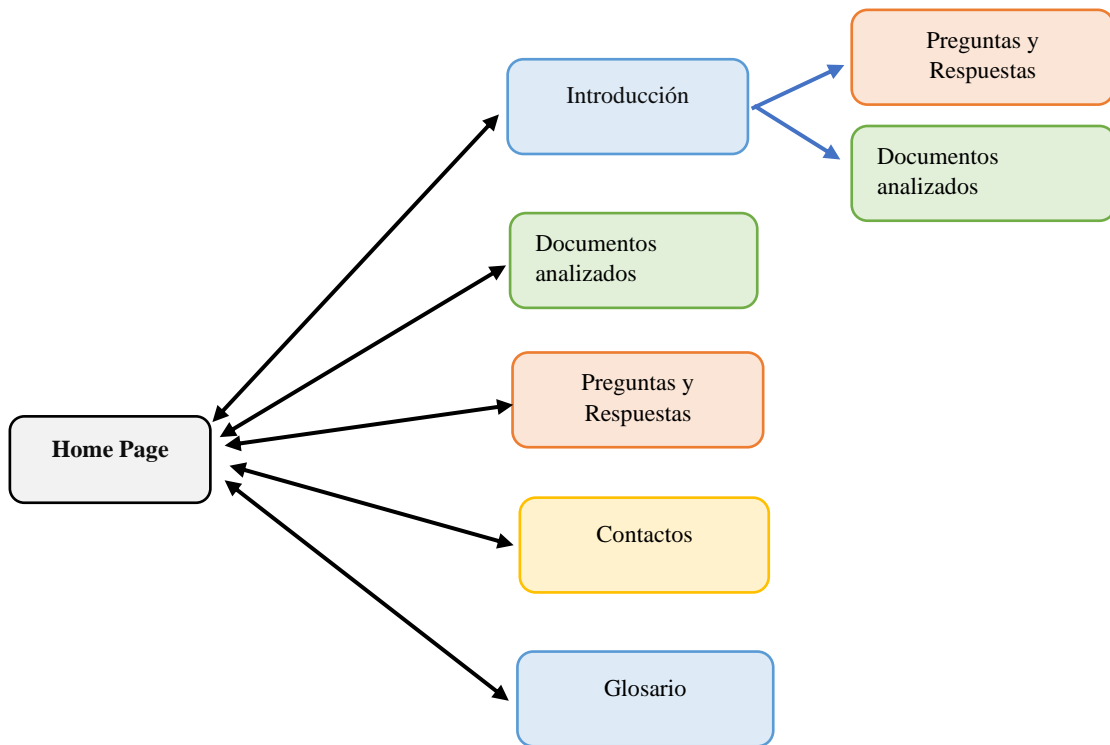 Preguntas y
Respuestas
Introducción
Documentos
analizados
Documentos
analizados
Preguntas y
Respuestas
Home Page
Contactos
Glosario